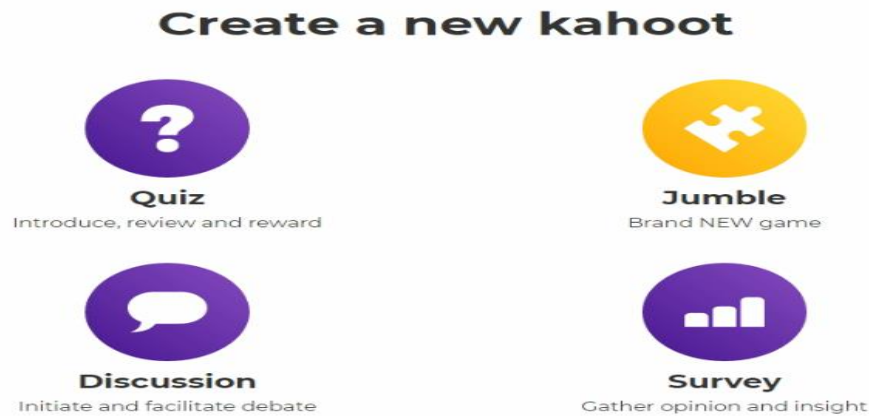 Create a new kahoot
Quiz
Introduce, review and reward
Jumble
Brand NEW game
Discussion
Initiate and facilitate debate
Survey
Gather opinion and insight